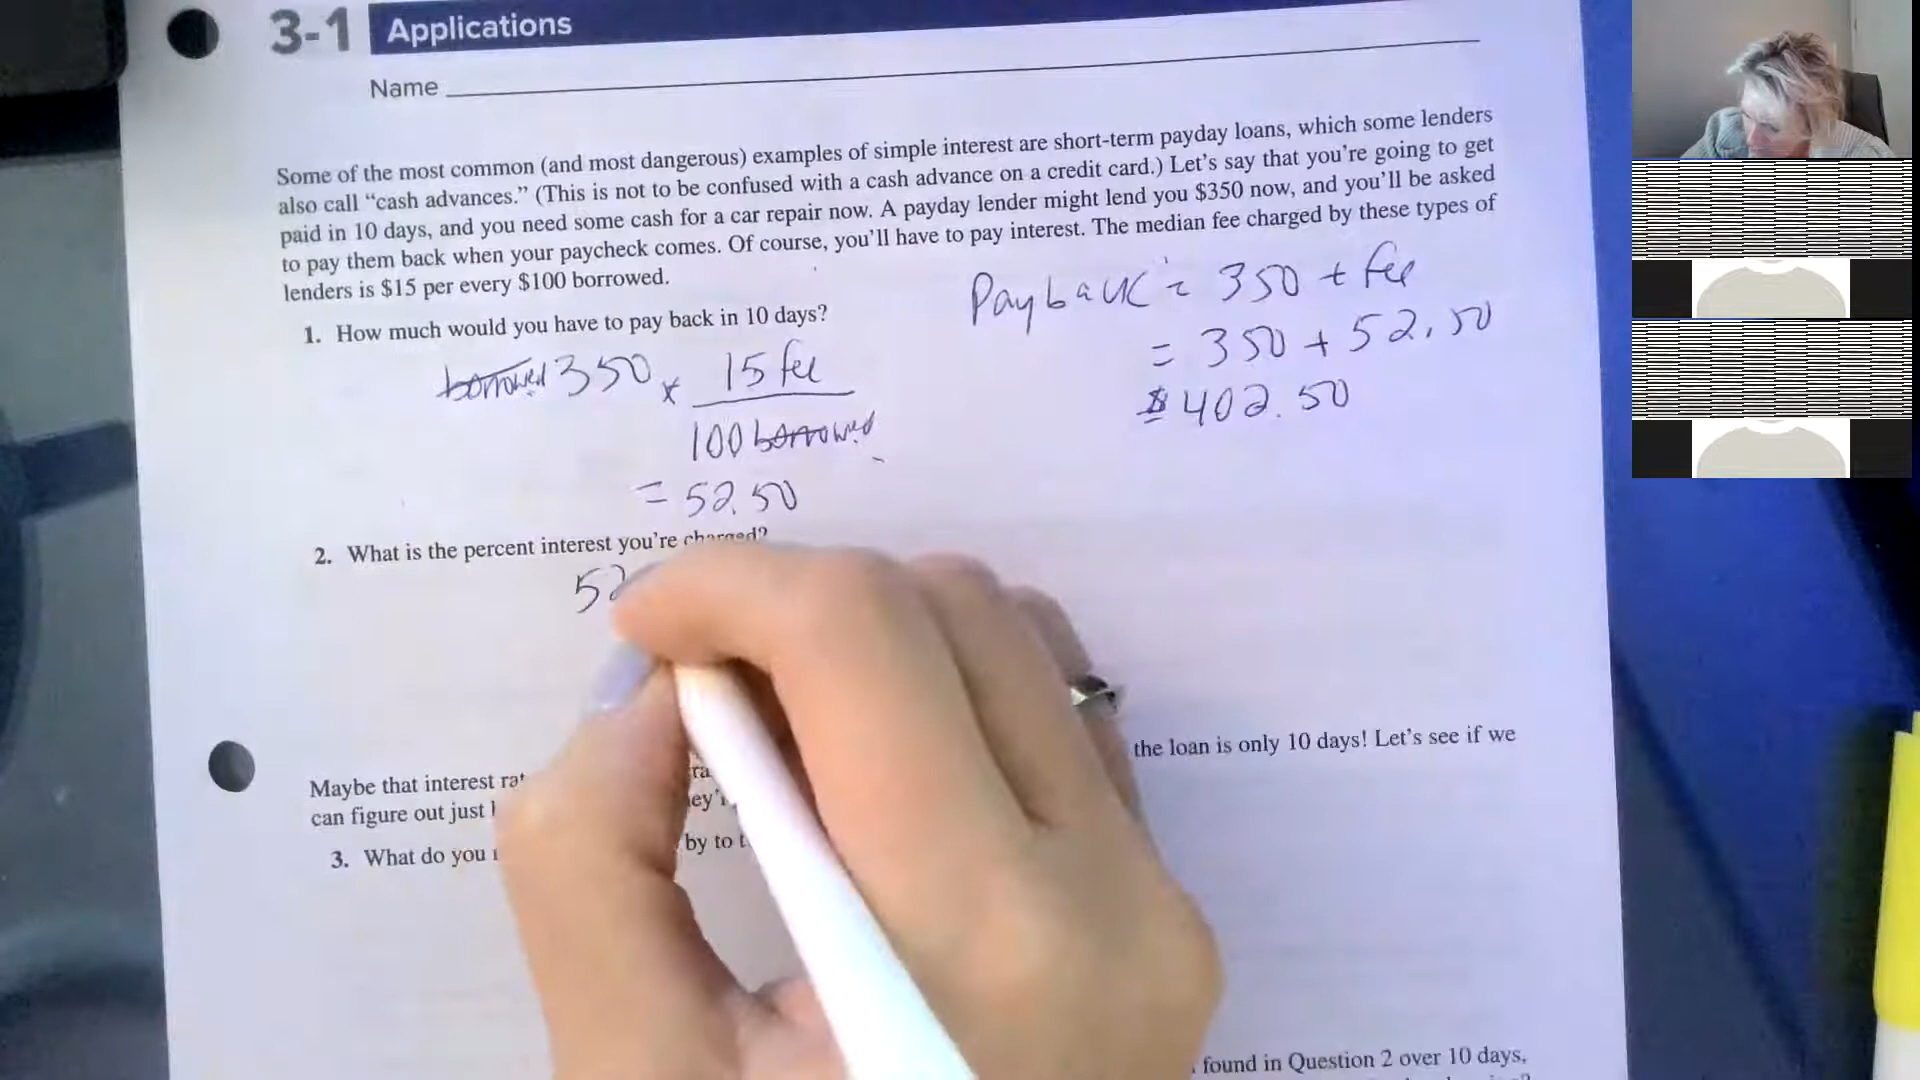 3-1 Applications
Name
Some of the most common (and most dangerous) examples of simple interest are short-term payday loans, which some lenders
also call “cash advances.” (This is not to be confused with a cash advance on a credit card.) Let’s say that you’re going to get
paid in 10 days, and you need some cash for a car repair now. A payday lender might lend you $350 now, and you’ll be asked
to pay them back when your paycheck comes. Of course, you’ll have to pay interest. The median fee charged by these types of
lenders is $15 per every $100 borrowed.
1. How much would you have to pay back in 10 days?
borrowed 350 x 15 fee
100 borrowed
= 52.50
Payback = 350 + fee
= 350 + 52.50
$ 402.50
2. What is the percent interest you’re charged?
52
Maybe that interest the loan is only 10 days! Let’s see if we
can figure out just
3. What do you by to
found in Question 2 over 10 days,